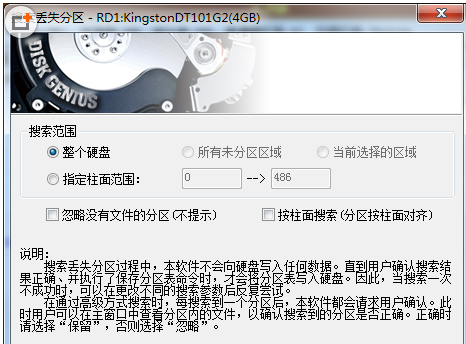 丢失分区 - RD1:KingstonDT101G2(4GB)
DISK GENIUS
搜索范围
整个硬盘 所有未分区区域 当前选择的区域
指定柱面范围: 0 --> 486
忽略没有文件的分区(不提示) 按柱面搜索(分区按柱面对齐)
说明:
搜索丢失分区过程中，本软件不会向硬盘写入任何数据。直到用户确认搜索结
果正确、并执行了保存分区表命令时，才会将分区表写入硬盘。因此，当搜索一次
不成功时，可以在更改不同的搜索参数后反复尝试。
在通过高级方式搜索时，每搜索到一个分区后，本软件都会请求用户确认。此
时用户可以在主窗口中查看分区内的文件，以确认搜索到的分区是否正确。正确时
请选择“保留”，否则选择“忽略”。